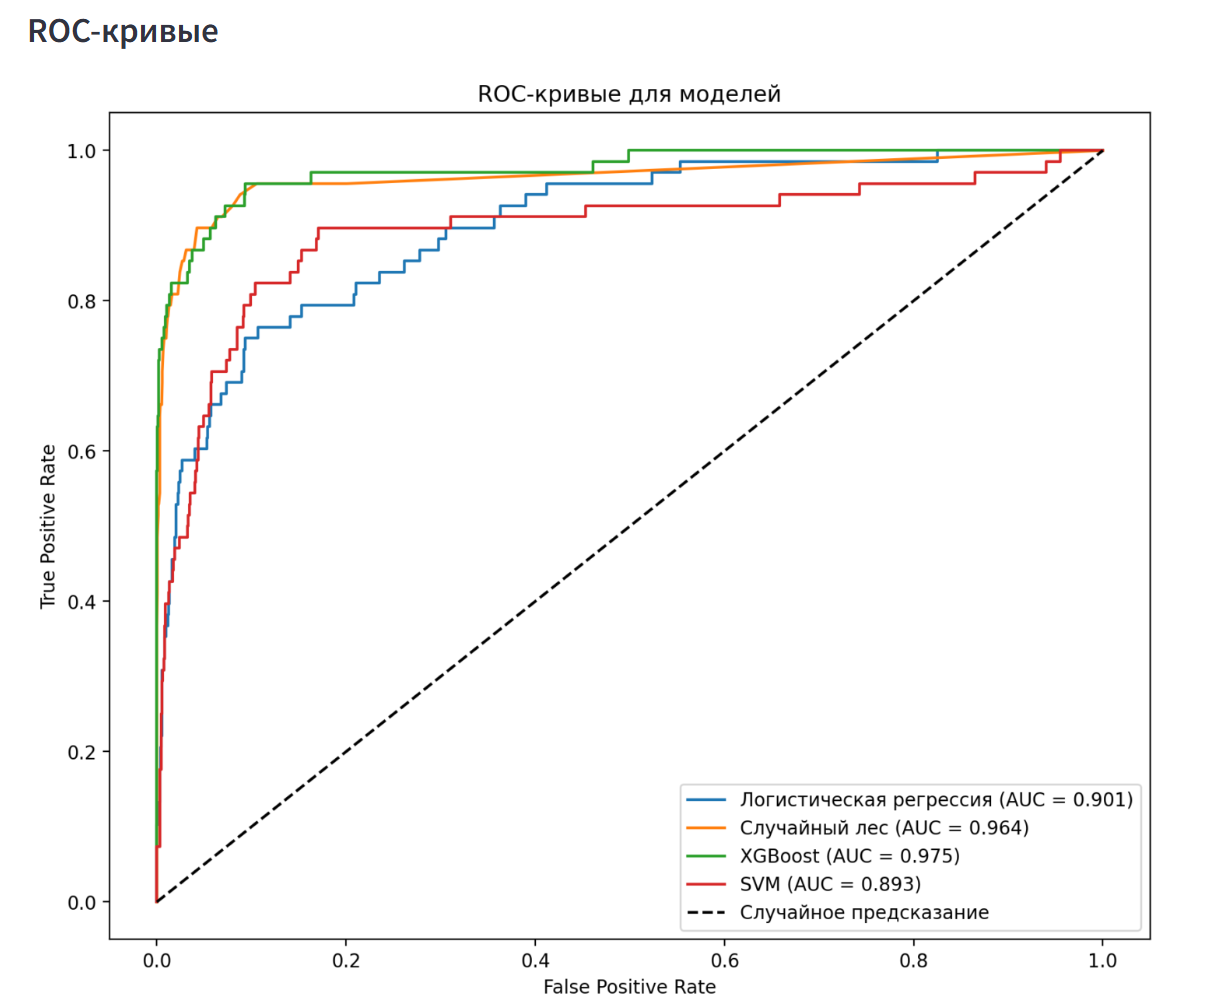 ROC-кривые
ROC-кривые для моделей
True Positive Rate
1.0
0.8
0.6
0.4
0.2
0.0
Логистическая регрессия (AUC = 0.901)
Случайный лес (AUC = 0.964)
XGBoost (AUC = 0.975)
SVM (AUC = 0.893)
Случайное предсказание
0.0 0.2 0.4 0.6 0.8 1.0
False Positive Rate